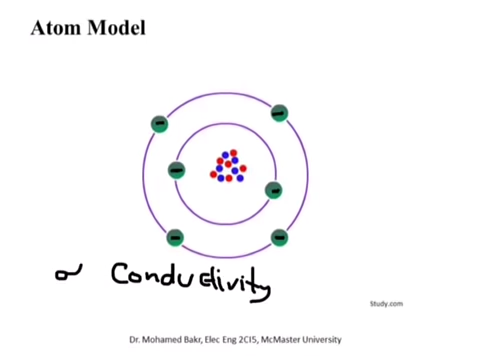 Atom Model
σ Conductivity
Study.com
Dr. Mohamed Bakr, Elec Eng 2CI5, McMaster University